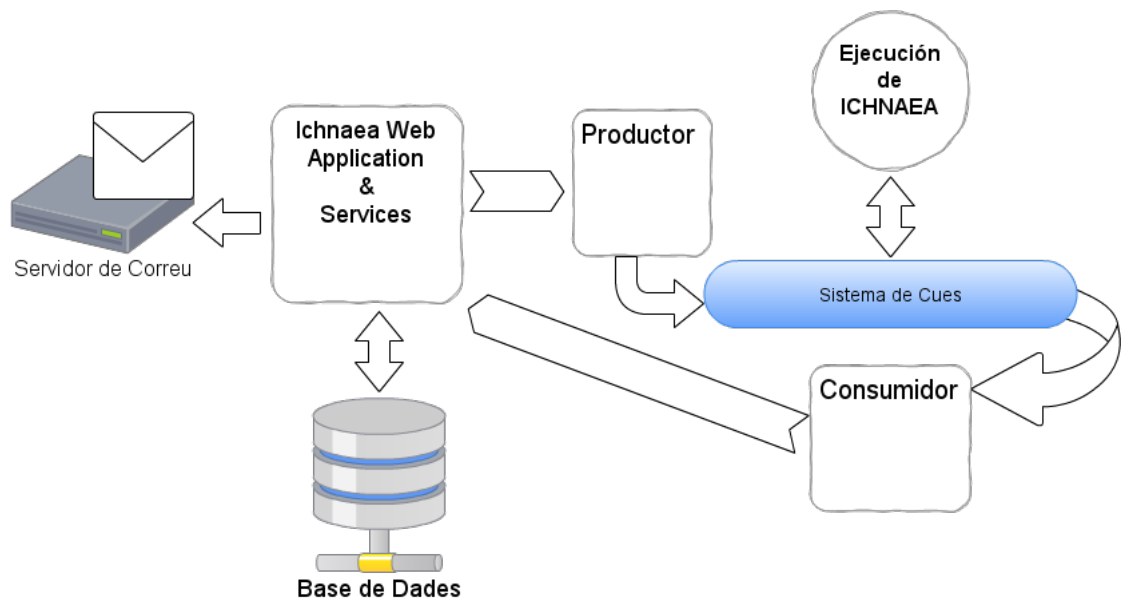 Ejecución
de
ICHNAEA
Ichnaea Web
Application
&
Services
Productor
Servidor de Correu
Sistema de Cues
Consumidor
Base de Dades